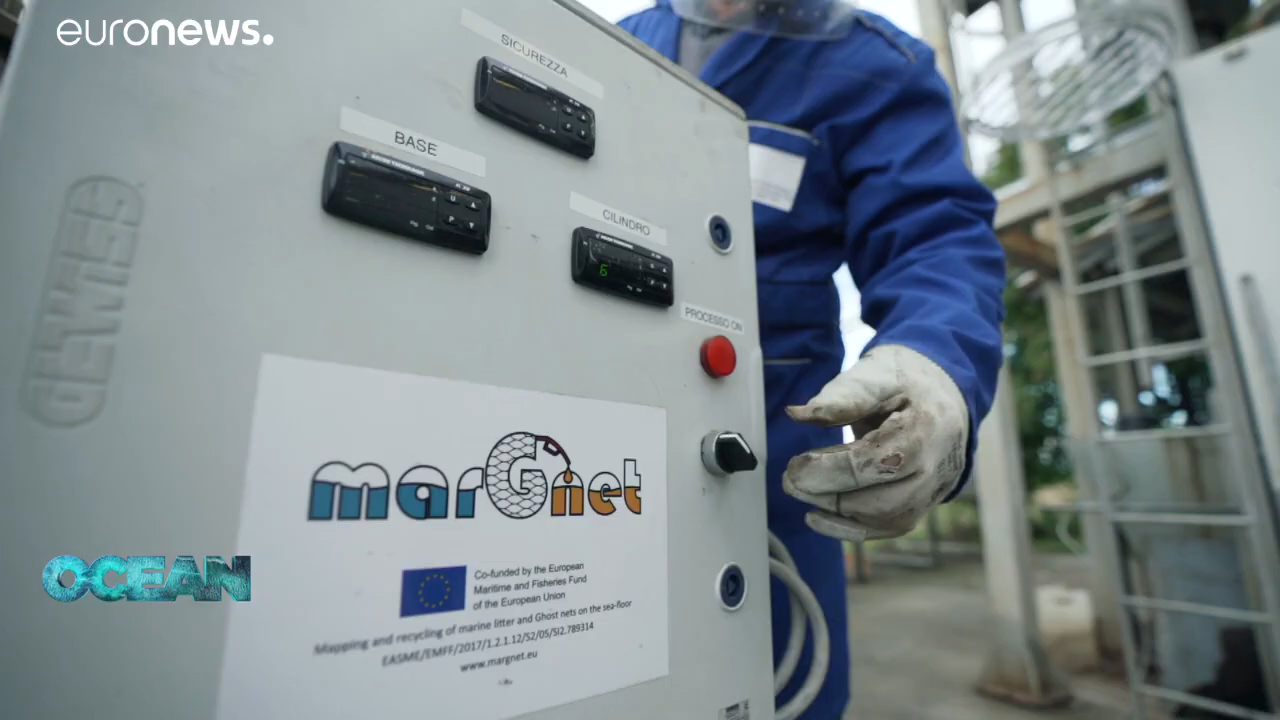 euronews.
SICUREZZA
BASE
CILINDRO
6
PROCESSO ON
GEWISS
marGnet
OCEAN
Co-funded by the European
Maritime and Fisheries Fund
of the European Union
Mapping and recycling of marine litter and Ghost nets on the sea-floor
EASME/EMFF/2017/1.2.1.12/S2/05/SI2.789314
www.margnet.eu